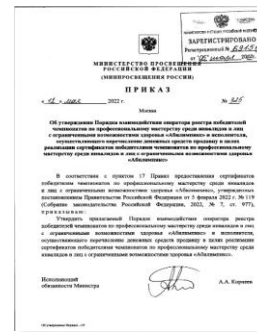 ЗАРЕГИСТРИРОВАНО
МИНИСТЕРСТВО ПРОСВЕЩЕНИЯ
РОССИЙСКОЙ ФЕДЕРАЦИИ
(МИНПРОСВЕЩЕНИЯ РОССИИ)
ПРИКАЗ
« 12 » мая 2022 г. №
Москва
Об утверждении Порядка взаимодействия оператора реестра победителей
чемпионатов по профессиональному мастерству среди инвалидов и лиц
с ограниченными возможностями здоровья «Абилимпикс» и исполнителя,
осуществляющего перечисление денежных средств продавцу в целях
реализации сертификатов победителями чемпионатов по профессиональному
мастерству среди инвалидов и лиц с ограниченными возможностями здоровья
«Абилимпикс»
В соответствии с пунктом 17 Правил предоставления сертификатов
победителям чемпионатов по профессиональному мастерству среди инвалидов
и лиц с ограниченными возможностями здоровья «Абилимпикс», утвержденных
постановлением Правительства Российской Федерации от 5 февраля 2022 г. № 119
(Собрание законодательства Российской Федерации, 2022, № 7, ст. 977),
приказываю:
Утвердить прилагаемый Порядок взаимодействия оператора реестра
победителей чемпионатов по профессиональному мастерству среди инвалидов и лиц
с ограниченными возможностями здоровья «Абилимпикс» и исполнителя,
осуществляющего перечисление денежных средств продавцу в целях реализации
сертификатов победителями чемпионатов по профессиональному мастерству среди
инвалидов и лиц с ограниченными возможностями здоровья «Абилимпикс».
Исполняющий
обязанности Министра
А.А. Корнеев